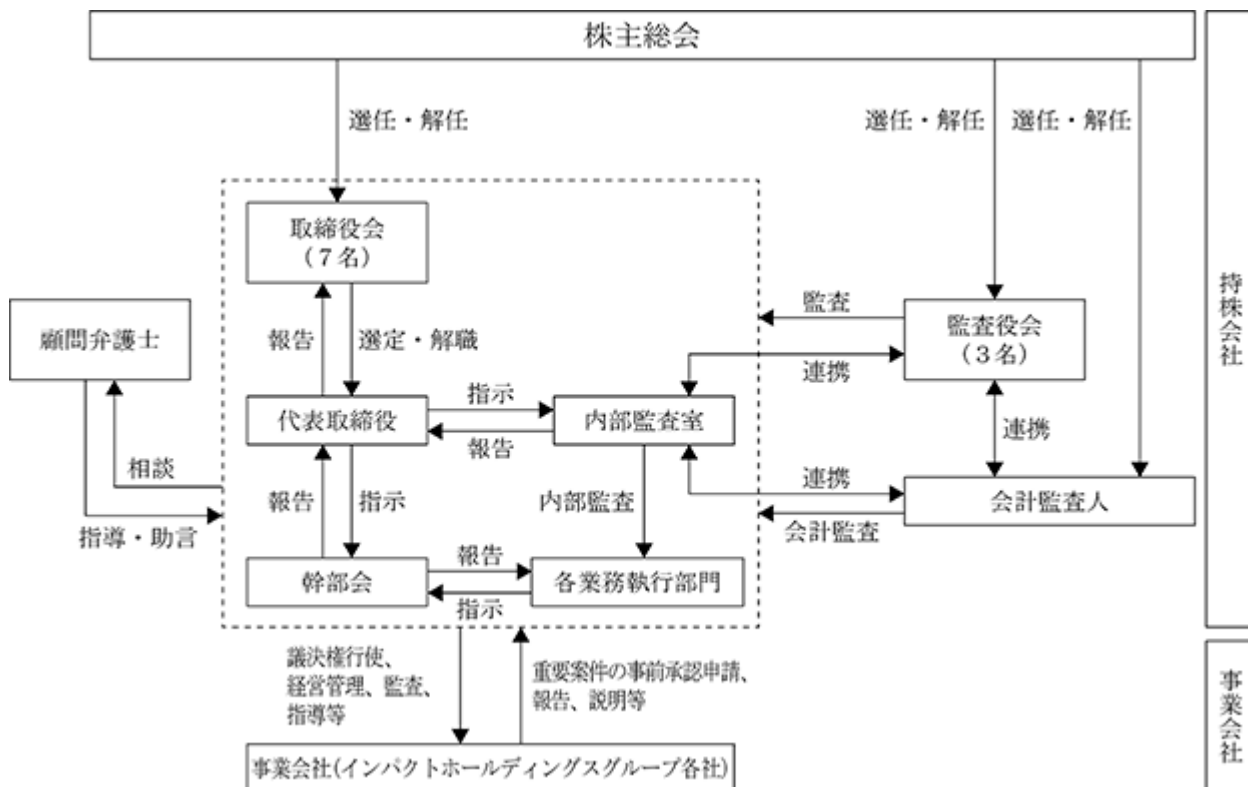 株主総会
選任・解任
選任・解任
選任・解任
取締役会
(7名)
監査
監査役会
(3名)
顧問弁護士
報告
選定・解職
連携
代表取締役
指示
報告
内部監査室
連携
相談
指導・助言
報告
指示
内部監査
連携
会計監査
会計監査人
幹部会
報告
指示
各業務執行部門
議決権行使、
経営管理、監査、
指導等
重要案件の事前承認申請、
報告、説明等
事業会社(インパクトホールディングスグループ各社)
持株会社
事業会社